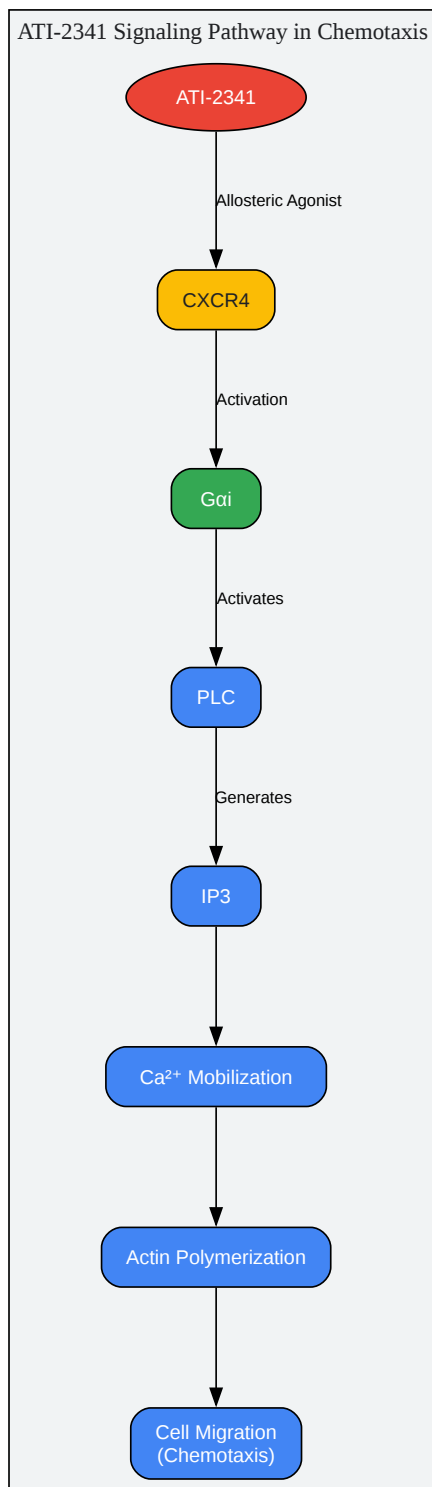 ATI-2341 Signaling Pathway in Chemotaxis
ATI-2341
Allosteric Agonist
CXCR4
Activation
Gαi
Activates
PLC
Generates
IP3
Ca²⁺ Mobilization
Actin Polymerization
Cell Migration
(Chemotaxis)